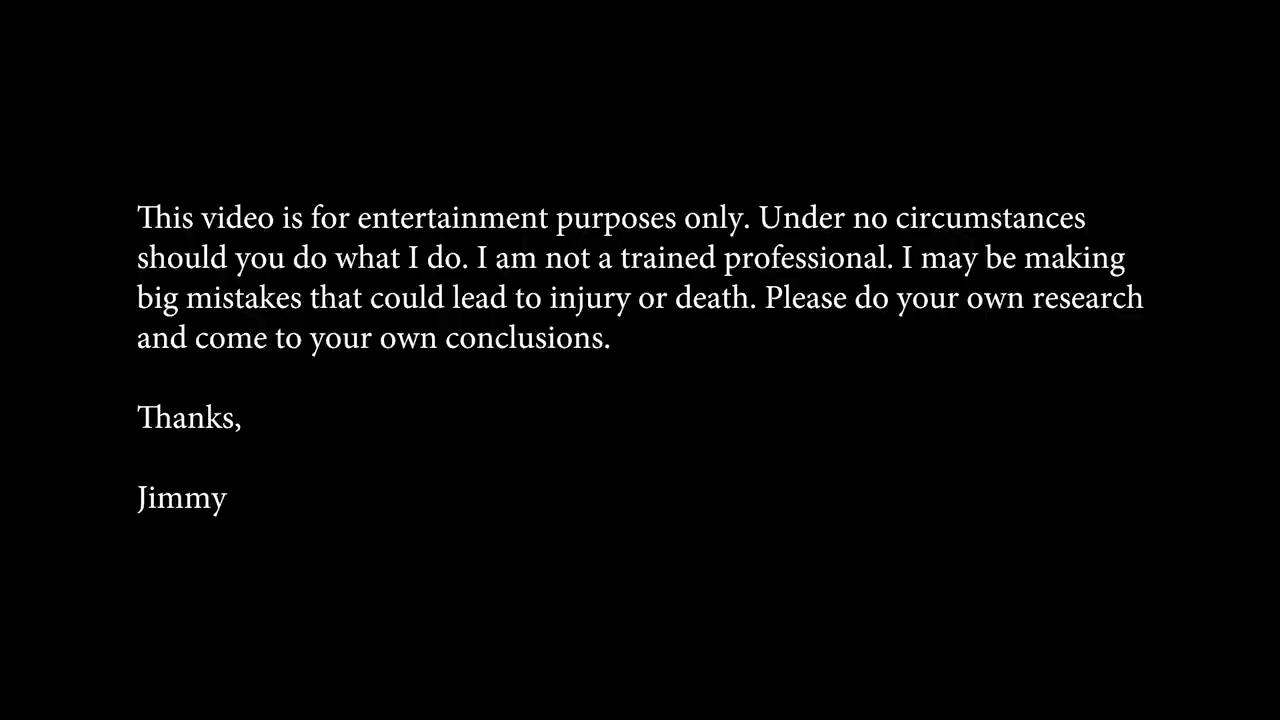 This video is for entertainment purposes only. Under no circumstances
should you do what I do. I am not a trained professional. I may be making
big mistakes that could lead to injury or death. Please do your own research
and come to your own conclusions.
Thanks,
Jimmy